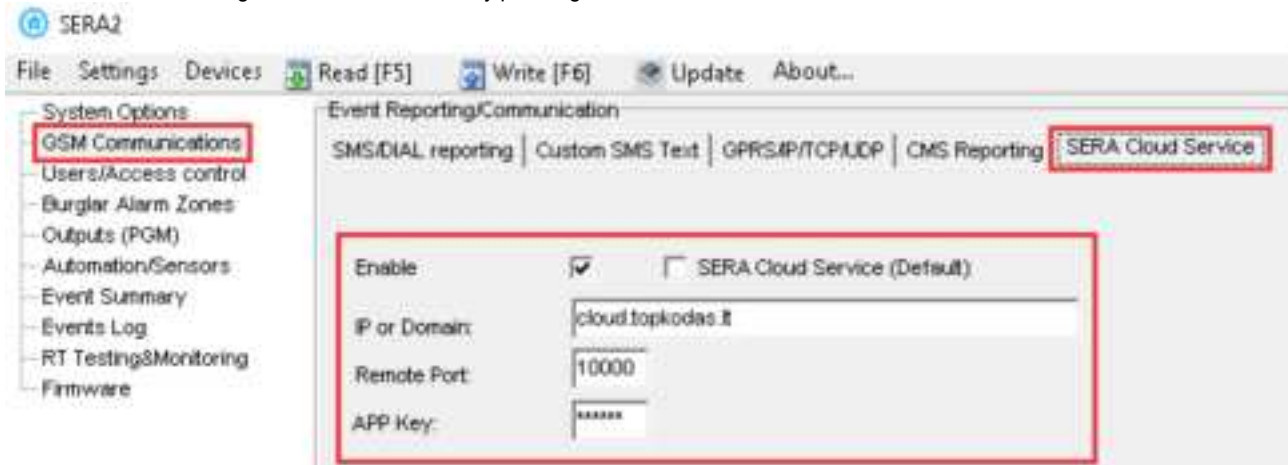 SERA2
File Settings Devices Read [F5] Write [F6] Update About...
System Options
GSM Communications
Users/Access control
Burglar Alarm Zones
Outputs (PGM)
Automation/Sensors
Event Summary
Events Log
RT Testing&Monitoring
Firmware
Event Reporting/Communication
SMS/DIAL reporting Custom SMS Text GPRS/IP/TCP/UDP CMS Reporting SERA Cloud Service
Enable SERA Cloud Service (Default)
IP or Domain: cloud.topkodas.lt
Remote Port: 10000
APP Key: ******